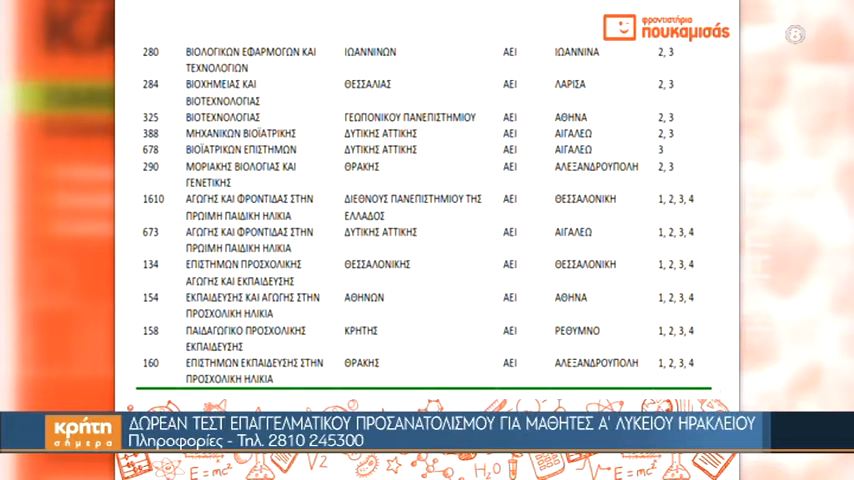 φροντιστήρια
πουκαμισάς
8
280 ΒΙΟΛΟΓΙΚΩΝ ΕΦΑΡΜΟΓΩΝ ΚΑΙ ΙΩΑΝΝΙΝΩΝ ΑΕΙ ΙΩΑΝΝΙΝΑ 2, 3
ΤΕΧΝΟΛΟΓΙΩΝ
284 ΒΙΟΧΗΜΕΙΑΣ ΚΑΙ ΘΕΣΣΑΛΙΑΣ ΑΕΙ ΛΑΡΙΣΑ 2, 3
ΒΙΟΤΕΧΝΟΛΟΓΙΑΣ
325 ΒΙΟΤΕΧΝΟΛΟΓΙΑΣ ΓΕΩΠΟΝΙΚΟΥ ΠΑΝΕΠΙΣΤΗΜΙΟΥ ΑΕΙ ΑΘΗΝΑ 2, 3
388 ΜΗΧΑΝΙΚΩΝ ΒΙΟΪΑΤΡΙΚΗΣ ΔΥΤΙΚΗΣ ΑΤΤΙΚΗΣ ΑΕΙ ΑΙΓΑΛΕΩ 2, 3
678 ΒΙΟΪΑΤΡΙΚΩΝ ΕΠΙΣΤΗΜΩΝ ΔΥΤΙΚΗΣ ΑΤΤΙΚΗΣ ΑΕΙ ΑΙΓΑΛΕΩ 3
290 ΜΟΡΙΑΚΗΣ ΒΙΟΛΟΓΙΑΣ ΚΑΙ ΘΡΑΚΗΣ ΑΕΙ ΑΛΕΞΑΝΔΡΟΥΠΟΛΗ 2, 3
ΓΕΝΕΤΙΚΗΣ
1610 ΑΓΩΓΗΣ ΚΑΙ ΦΡΟΝΤΙΔΑΣ ΣΤΗΝ ΔΙΕΘΝΟΥΣ ΠΑΝΕΠΙΣΤΗΜΙΟΥ ΤΗΣ ΑΕΙ ΘΕΣΣΑΛΟΝΙΚΗ 1, 2, 3, 4
ΠΡΩΙΜΗ ΠΑΙΔΙΚΗ ΗΛΙΚΙΑ ΕΛΛΑΔΟΣ
673 ΑΓΩΓΗΣ ΚΑΙ ΦΡΟΝΤΙΔΑΣ ΣΤΗΝ ΔΥΤΙΚΗΣ ΑΤΤΙΚΗΣ ΑΕΙ ΑΙΓΑΛΕΩ 1, 2, 3, 4
ΠΡΩΙΜΗ ΠΑΙΔΙΚΗ ΗΛΙΚΙΑ
134 ΕΠΙΣΤΗΜΩΝ ΠΡΟΣΧΟΛΙΚΗΣ ΘΕΣΣΑΛΟΝΙΚΗΣ ΑΕΙ ΘΕΣΣΑΛΟΝΙΚΗ 1, 2, 3, 4
ΑΓΩΓΗΣ ΚΑΙ ΕΚΠΑΙΔΕΥΣΗΣ
154 ΕΚΠΑΙΔΕΥΣΗΣ ΚΑΙ ΑΓΩΓΗΣ ΣΤΗΝ ΑΘΗΝΩΝ ΑΕΙ ΑΘΗΝΑ 1, 2, 3, 4
ΠΡΟΣΧΟΛΙΚΗ ΗΛΙΚΙΑ
158 ΠΑΙΔΑΓΩΓΙΚΟ ΠΡΟΣΧΟΛΙΚΗΣ ΚΡΗΤΗΣ ΑΕΙ ΡΕΘΥΜΝΟ 1, 2, 3, 4
ΕΚΠΑΙΔΕΥΣΗΣ
160 ΕΠΙΣΤΗΜΩΝ ΕΚΠΑΙΔΕΥΣΗΣ ΣΤΗΝ ΘΡΑΚΗΣ ΑΕΙ ΑΛΕΞΑΝΔΡΟΥΠΟΛΗ 1, 2, 3, 4
ΠΡΟΣΧΟΛΙΚΗ ΗΛΙΚΙΑ
κρήτη
σήμερα
ΔΩΡΕΑΝ ΤΕΣΤ ΕΠΑΓΓΕΛΜΑΤΙΚΟΥ ΠΡΟΣΑΝΑΤΟΛΙΣΜΟΥ ΓΙΑ ΜΑΘΗΤΕΣ Α' ΛΥΚΕΙΟΥ ΗΡΑΚΛΕΙΟΥ
Πληροφορίες - Τηλ. 2810 245300
E=mc² √2 H₂O E=mc²